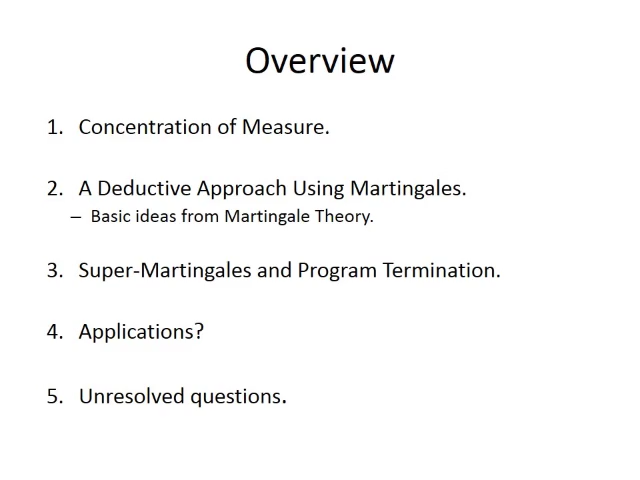 Overview
1. Concentration of Measure.
2. A Deductive Approach Using Martingales.
– Basic ideas from Martingale Theory.
3. Super-Martingales and Program Termination.
4. Applications?
5. Unresolved questions.